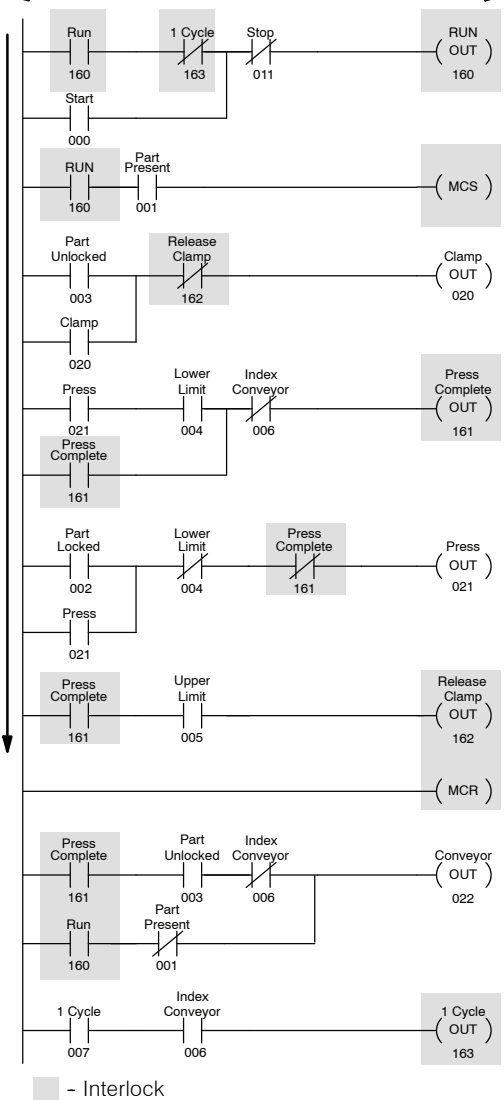 Run 1 Cycle Stop RUN
OUT
160 163 011 160
Start
000
RUN Part Present
MCS
160 001
Part Unlocked Release Clamp Clamp
OUT
003 162 020
Clamp
020
Press Lower Limit Index Conveyor Press Complete
OUT
021 004 006 161
Press Complete
161
Part Locked Lower Limit Press Complete Press
OUT
002 004 161 021
Press
021
Press Complete Upper Limit Release Clamp
OUT
161 005 162
MCR
Press Complete Part Unlocked Index Conveyor Conveyor
OUT
161 003 006 022
Run Part Present
160 001
1 Cycle Index Conveyor 1 Cycle
OUT
007 006 163
- Interlock